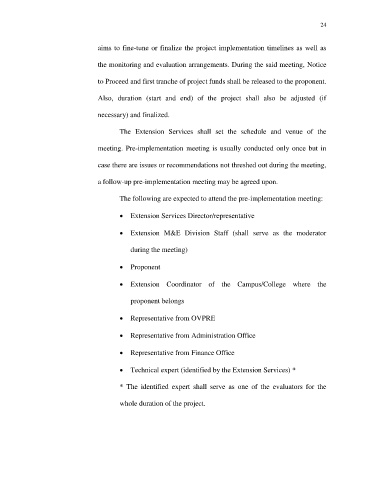 24
aims to fine-tune or finalize the project implementation timelines as well as
the monitoring and evaluation arrangements. During the said meeting, Notice
to Proceed and first tranche of project funds shall be released to the proponent.
Also, duration (start and end) of the project shall also be adjusted (if
necessary) and finalized.
The Extension Services shall set the schedule and venue of the
meeting. Pre-implementation meeting is usually conducted only once but in
case there are issues or recommendations not threshed out during the meeting,
a follow-up pre-implementation meeting may be agreed upon.
The following are expected to attend the pre-implementation meeting:
• Extension Services Director/representative
• Extension M&E Division Staff (shall serve as the moderator
during the meeting)
• Proponent
• Extension Coordinator of the Campus/College where the
proponent belongs
• Representative from OVPRE
• Representative from Administration Office
• Representative from Finance Office
• Technical expert (identified by the Extension Services) *
* The identified expert shall serve as one of the evaluators for the
whole duration of the project.